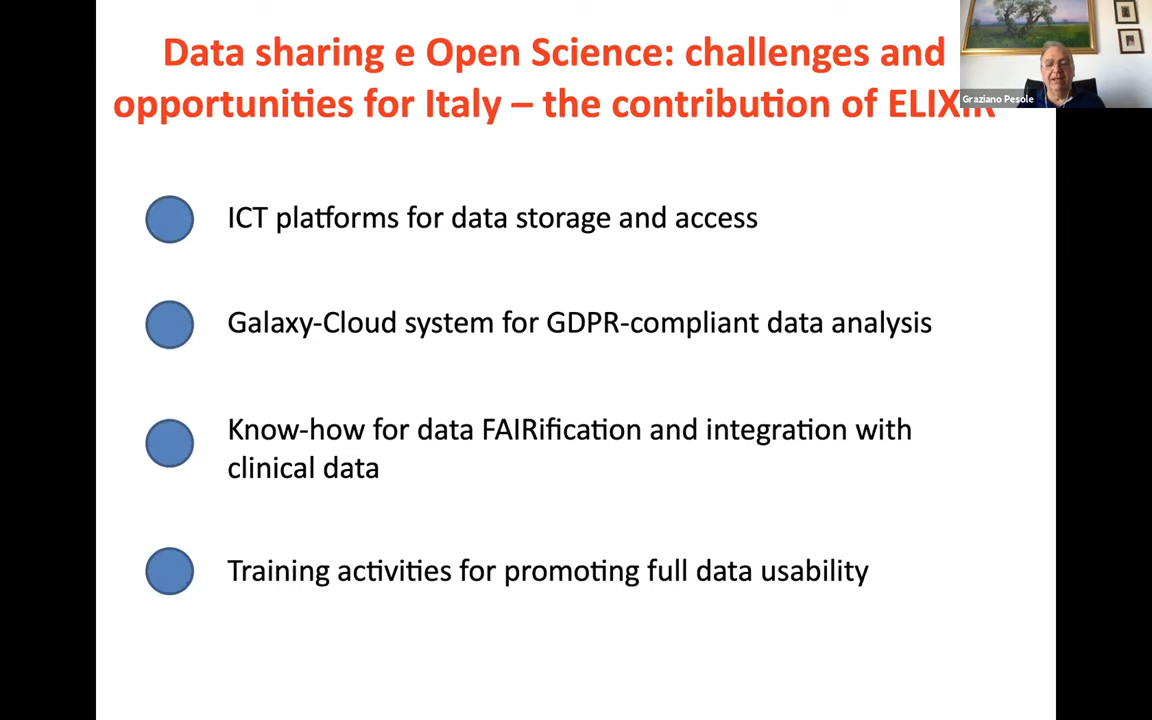 Data sharing e Open Science: challenges and
opportunities for Italy – the contribution of ELIXIR
Graziano Pesole
ICT platforms for data storage and access
Galaxy-Cloud system for GDPR-compliant data analysis
Know-how for data FAIRification and integration with
clinical data
Training activities for promoting full data usability